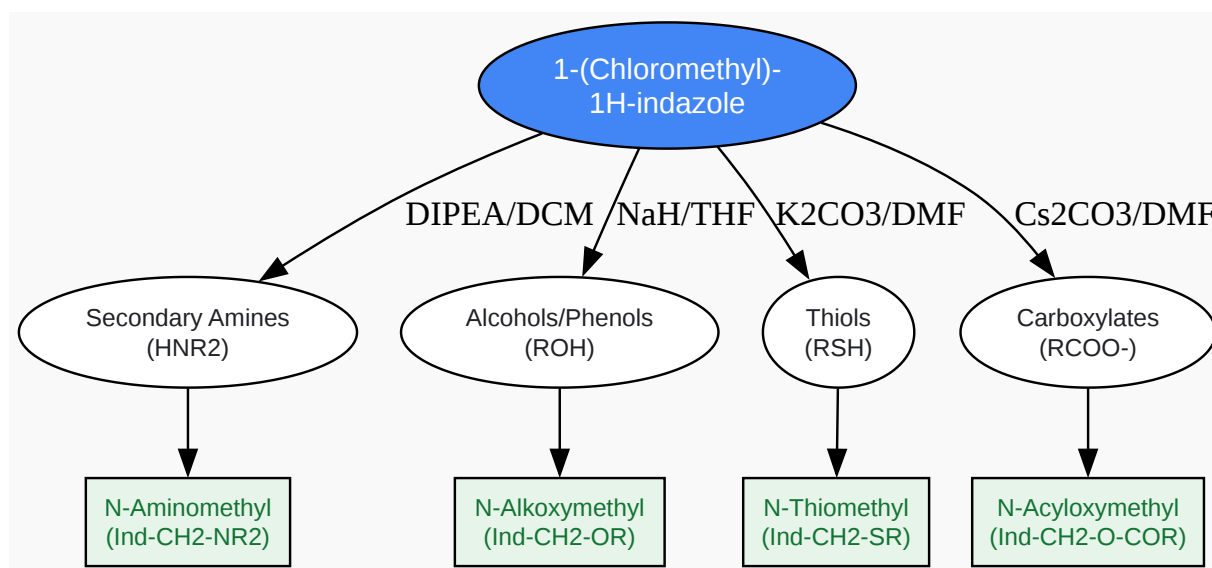 1-(Chloromethyl)-
1H-indazole
DIPEA/DCM
NaH/THF
K2CO3/DMF
Cs2CO3/DMF
Secondary Amines
(HNR2)
Alcohols/Phenols
(ROH)
Thiols
(RSH)
Carboxylates
(RCOO-)
N-Aminomethyl
(Ind-CH2-NR2)
N-Alkoxymethyl
(Ind-CH2-OR)
N-Thiomethyl
(Ind-CH2-SR)
N-Acyloxymethyl
(Ind-CH2-O-COR)